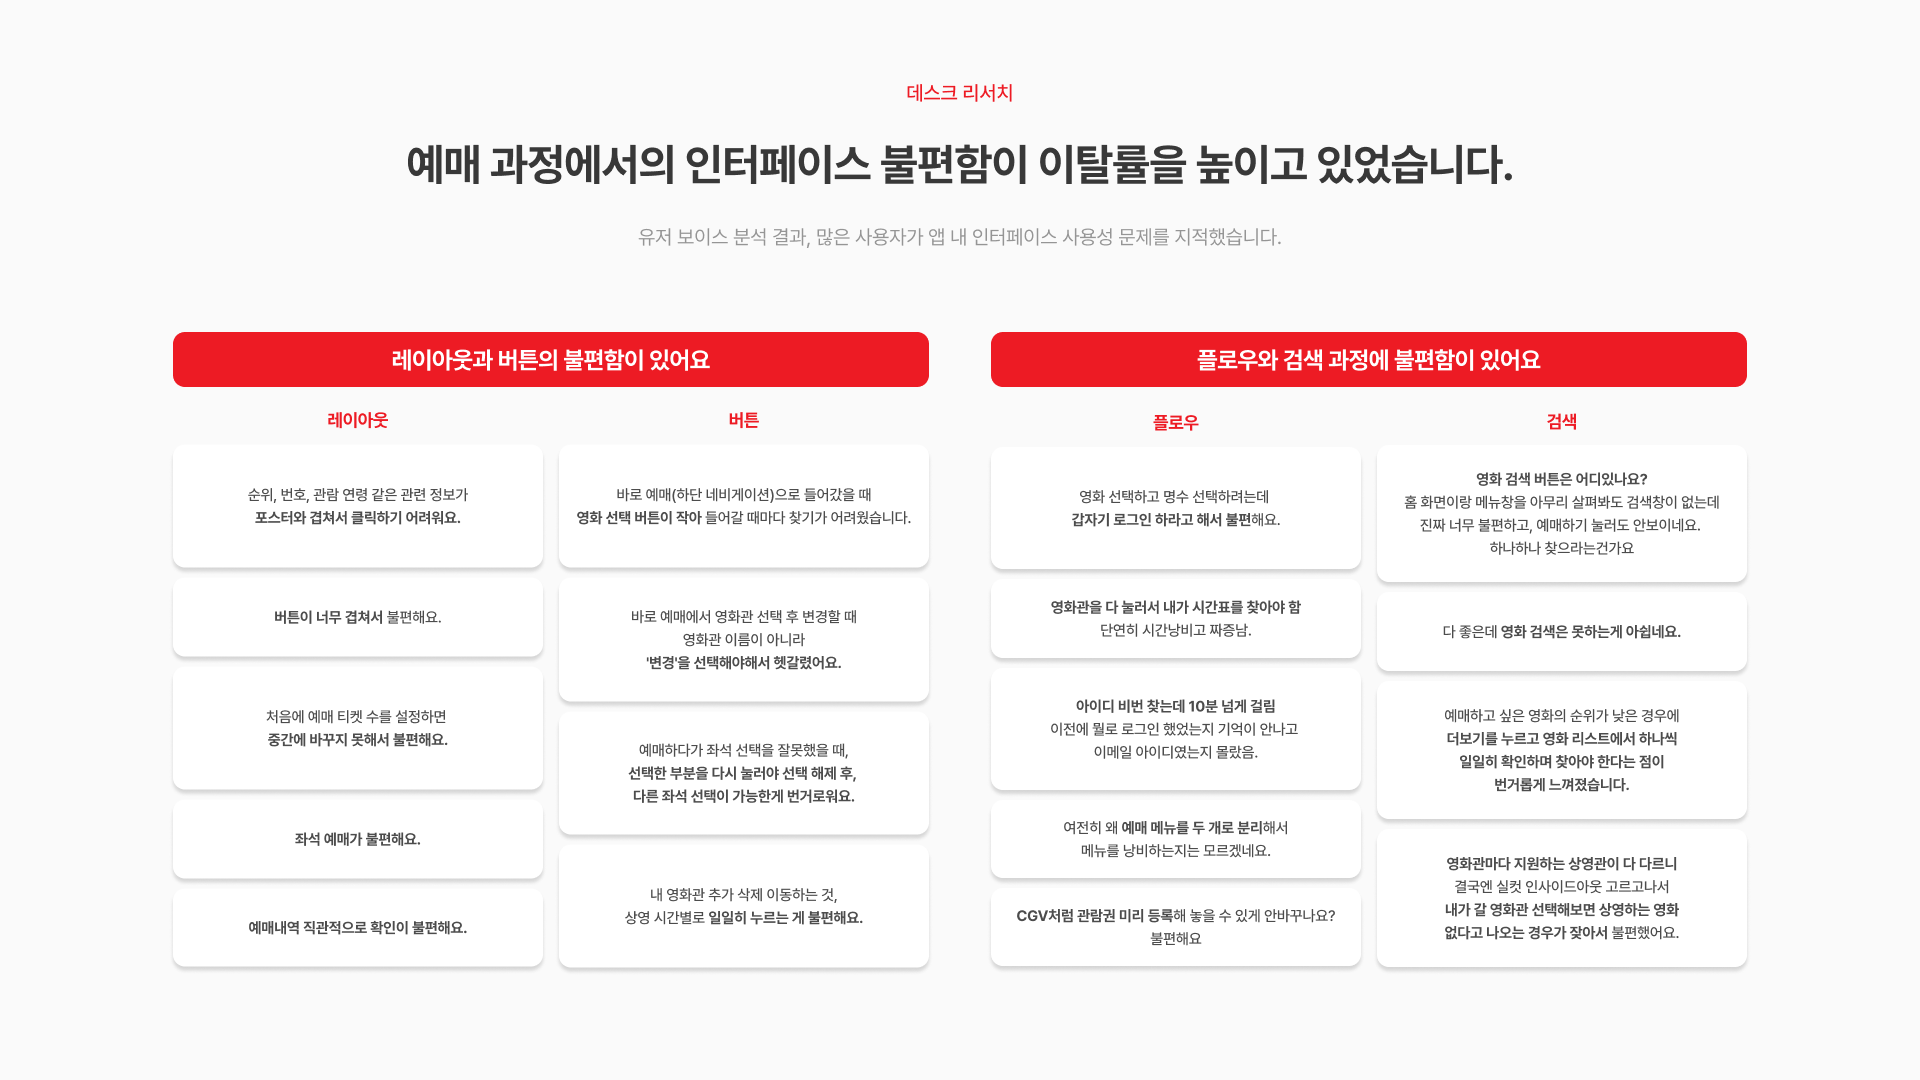 데스크 리서치
예매 과정에서의 인터페이스 불편함이 이탈률을 높이고 있었습니다.
유저 보이스 분석 결과, 많은 사용자가 앱 내 인터페이스 사용성 문제를 지적했습니다.
레이아웃과 버튼의 불편함이 있어요
레이아웃
순위, 번호, 관람 연령 같은 관련 정보가
포스터와 겹쳐서 클릭하기 어려워요.
버튼이 너무 겹쳐서 불편해요.
처음에 예매 티켓 수를 설정하면
중간에 바꾸지 못해서 불편해요.
좌석 예매가 불편해요.
예매내역 직관적으로 확인이 불편해요.
버튼
바로 예매(하단 네비게이션)으로 들어갔을 때
영화 선택 버튼이 작아 들어갈 때마다 찾기가 어려웠습니다.
바로 예매에서 영화관 선택 후 변경할 때
영화관 이름이 아니라
'변경'을 선택해야해서 헷갈렸어요.
예매하다가 좌석 선택을 잘못했을 때,
선택한 부분을 다시 눌러야 선택 해제 후,
다른 좌석 선택이 가능한게 번거로워요.
내 영화관 추가 삭제 이동하는 것,
상영 시간별로 일일히 누르는 게 불편해요.
플로우와 검색 과정에 불편함이 있어요
플로우
영화 선택하고 명수 선택하려는데
갑자기 로그인 하라고 해서 불편해요.
영화관을 다 눌러서 내가 시간표를 찾아야 함
단연히 시간낭비고 짜증남.
아이디 비번 찾는데 10분 넘게 걸림
이전에 뭘로 로그인 했었는지 기억이 안나고
이메일 아이디였는지 몰랐음.
여전히 왜 예매 메뉴를 두 개로 분리해서
메뉴를 낭비하는지는 모르겠네요.
CGV처럼 관람권 미리 등록해 놓을 수 있게 안바꾸나요?
불편해요
검색
영화 검색 버튼은 어디있나요?
홈 화면이랑 메뉴창을 아무리 살펴봐도 검색창이 없는데
진짜 너무 불편하고, 예매하기 눌러도 안보이네요.
하나하나 찾으라는건가요
다 좋은데 영화 검색은 못하는게 아쉽네요.
예매하고 싶은 영화의 순위가 낮은 경우에
더보기를 누르고 영화 리스트에서 하나씩
일일히 확인하며 찾아야 한다는 점이
번거롭게 느껴졌습니다.
영화관마다 지원하는 상영관이 다 다르니
결국엔 실컷 인사이드아웃 고르고나서
내가 갈 영화관 선택해보면 상영하는 영화
없다고 나오는 경우가 잦아서 불편했어요.